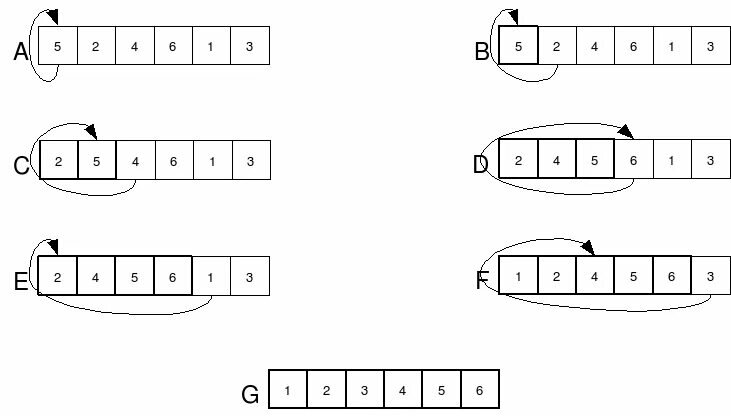 A 5 2 4 6 1 3
B 5 2 4 6 1 3
C 2 5 4 6 1 3
D 2 4 5 6 1 3
E 2 4 5 6 1 3
F 1 2 4 5 6 3
G 1 2 3 4 5 6